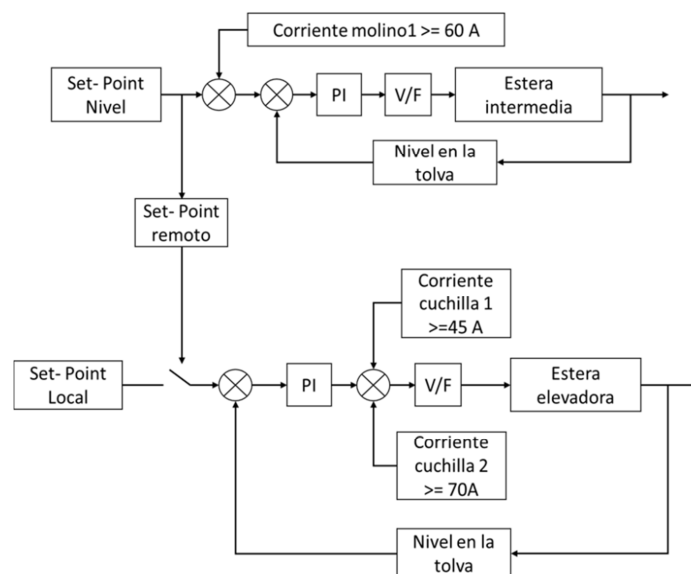 Corriente molino1 >= 60 A
Set- Point
Nivel
PI
V/F
Estera
intermedia
Nivel en la
tolva
Set- Point
remoto
Corriente
cuchilla 1
>=45 A
Set- Point
Local
PI
V/F
Estera
elevadora
Corriente
cuchilla 2
>= 70A
Nivel en la
tolva